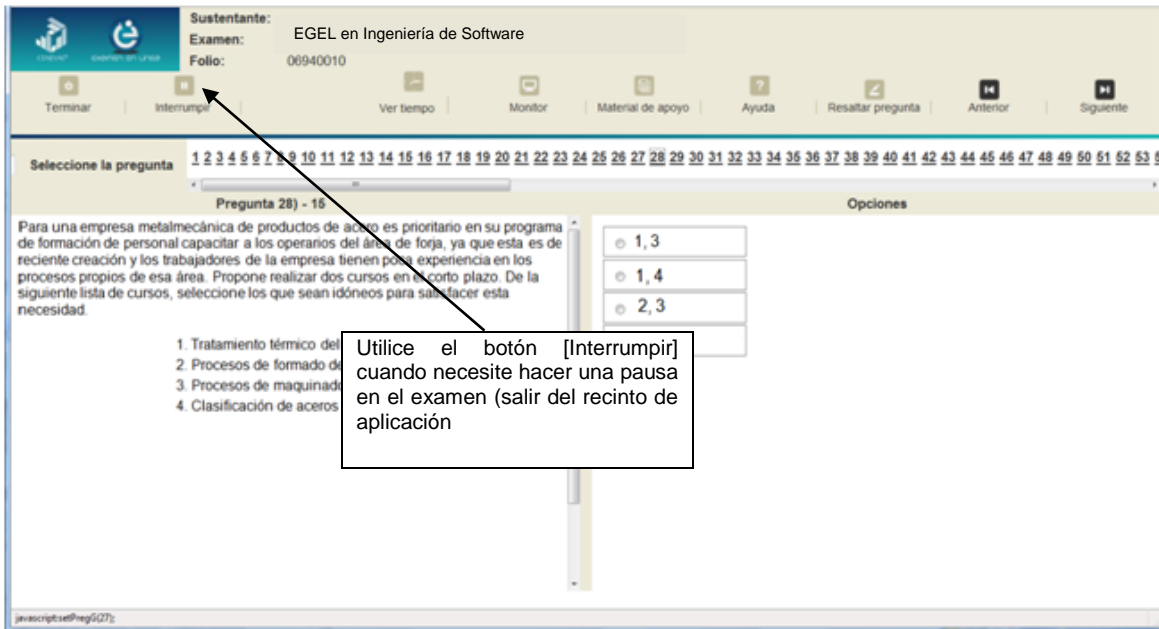 Sustentante:
Examen: EGEL en Ingeniería de Software
Folio: 06940010
CENEVAL examen en línea
Terminar Interrumpir Ver tiempo Monitor Material de apoyo Ayuda Resaltar pregunta Anterior Siguiente
Seleccione la pregunta 1 2 3 4 5 6 7 8 9 10 11 12 13 14 15 16 17 18 19 20 21 22 23 24 25 26 27 28 29 30 31 32 33 34 35 36 37 38 39 40 41 42 43 44 45 46 47 48 49 50 51 52 53
Pregunta 28) - 15
Para una empresa metalmecánica de productos de acero es prioritario en su programa
de formación de personal capacitar a los operarios del área de forja, ya que esta es de
reciente creación y los trabajadores de la empresa tienen poca experiencia en los
procesos propios de esa área. Propone realizar dos cursos en el corto plazo. De la
siguiente lista de cursos, seleccione los que sean idóneos para satisfacer esta
necesidad.
1. Tratamiento térmico del
2. Procesos de formado de
3. Procesos de maquinado
4. Clasificación de aceros
Opciones
1, 3
1, 4
2, 3
Utilice el botón [Interrumpir]
cuando necesite hacer una pausa
en el examen (salir del recinto de
aplicación
javascript:setPregG(27);